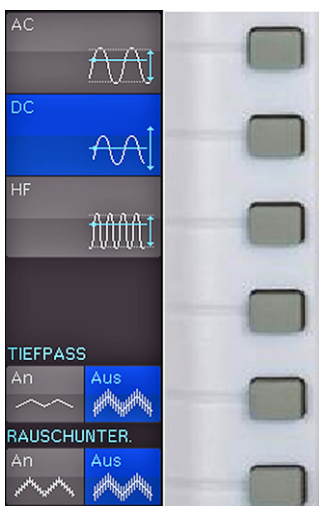 AC
DC
HF
TIEFPASS
An Aus
RAUSCHUNTER.
An Aus